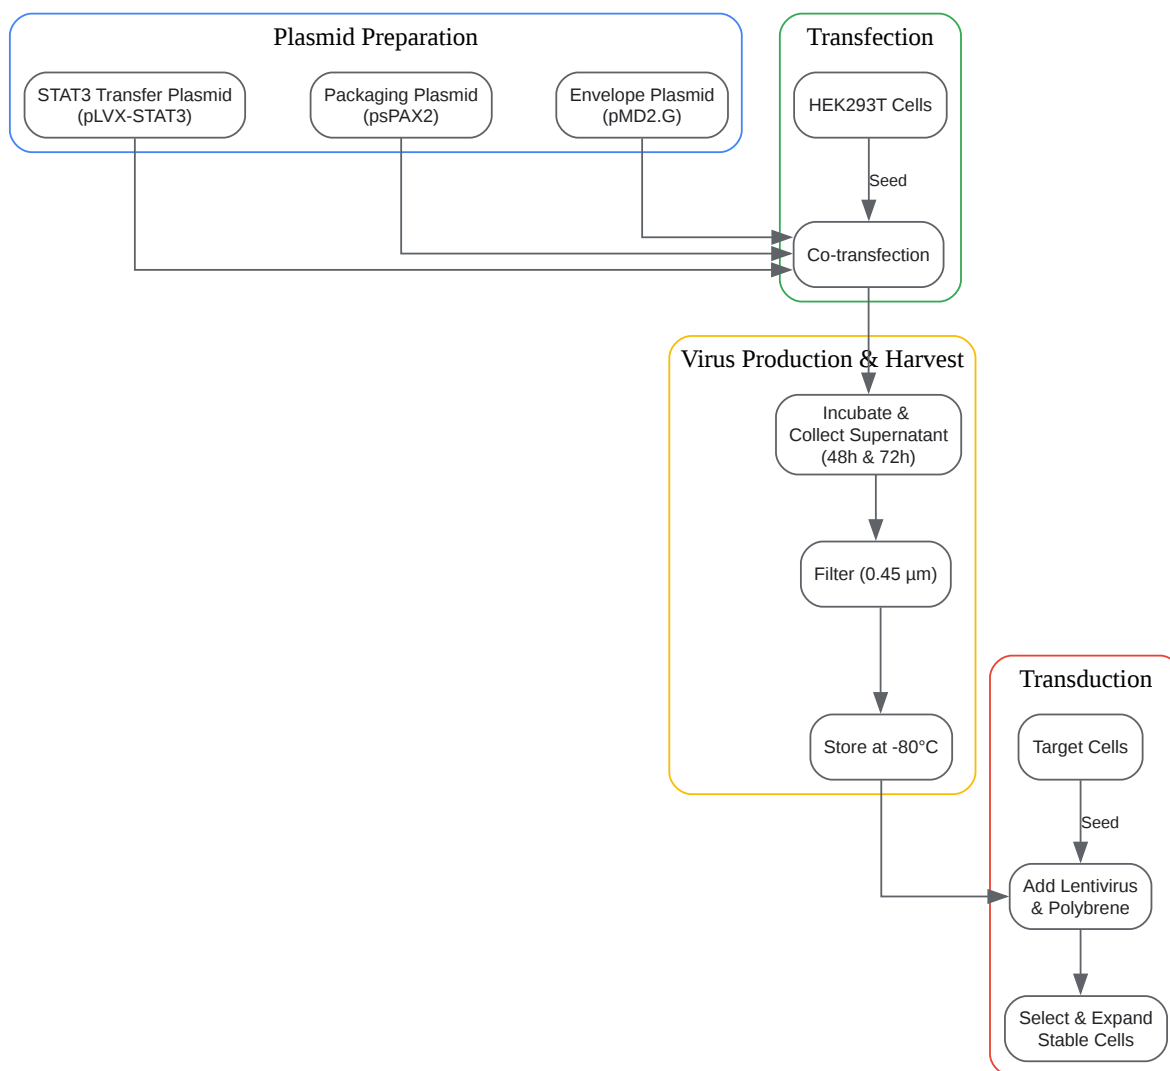 Plasmid Preparation
STAT3 Transfer Plasmid
(pLVX-STAT3)
Packaging Plasmid
(psPAX2)
Envelope Plasmid
(pMD2.G)
Transfection
HEK293T Cells
Seed
Co-transfection
Virus Production & Harvest
Incubate &
Collect Supernatant
(48h & 72h)
Filter (0.45 µm)
Store at -80°C
Transduction
Target Cells
Seed
Add Lentivirus
& Polybrene
Select & Expand
Stable Cells